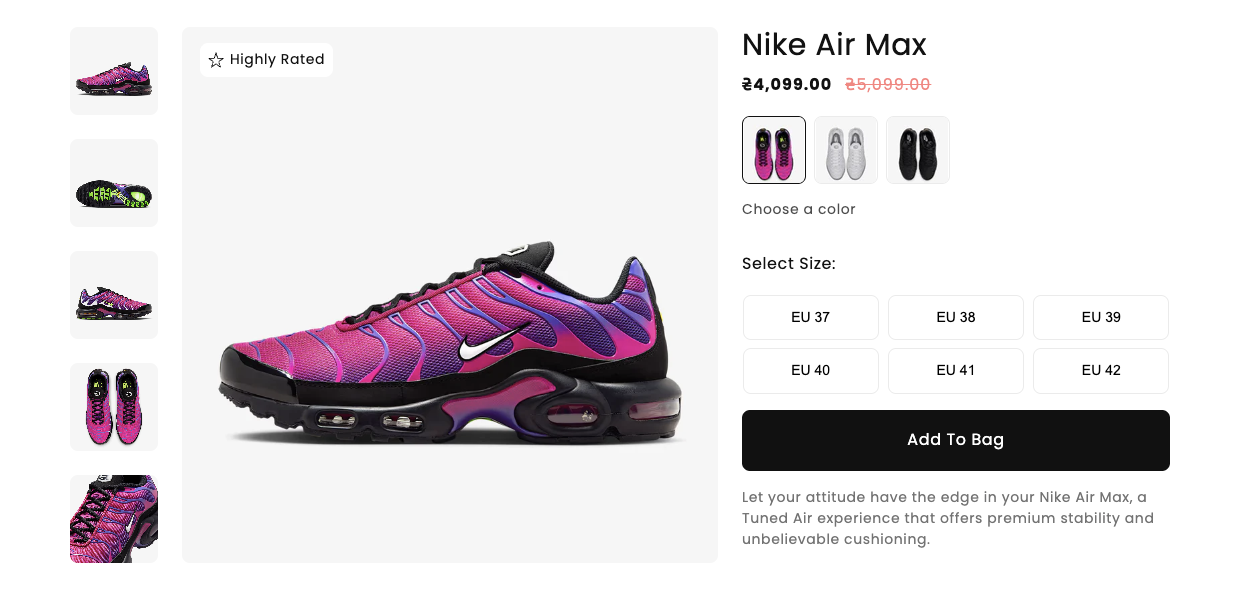 Highly Rated
Nike Air Max
₴4,099.00 ₴5,099.00
Choose a color
Select Size:
EU 37 EU 38 EU 39
EU 40 EU 41 EU 42
Add To Bag
Let your attitude have the edge in your Nike Air Max, a
Tuned Air experience that offers premium stability and
unbelievable cushioning.